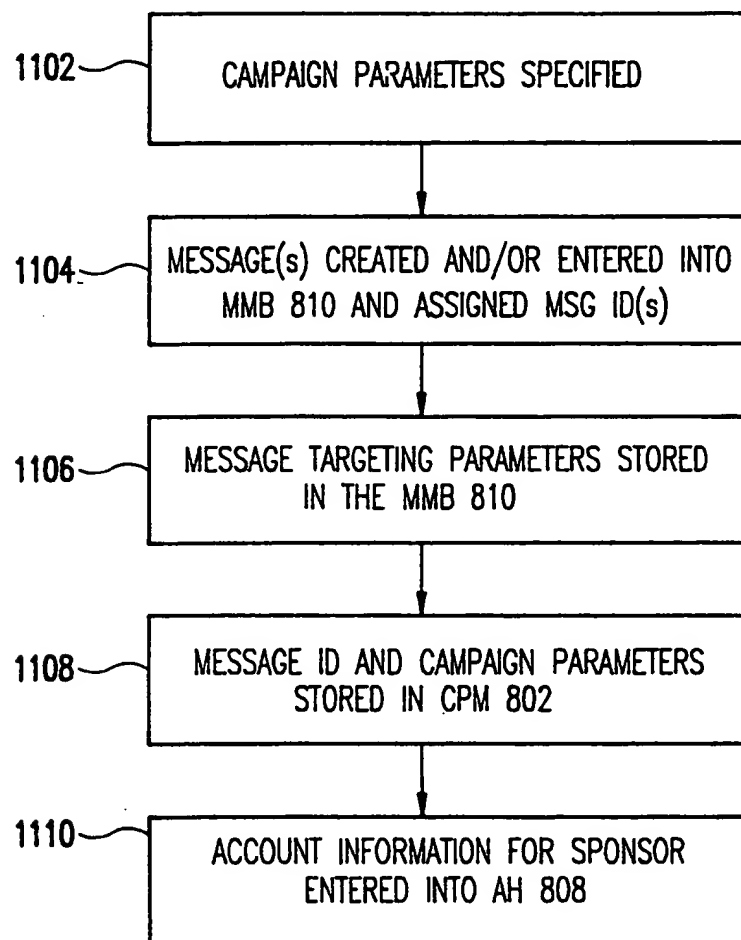 1102
CAMPAIGN PARAMETERS SPECIFIED
1104
MESSAGE(s) CREATED AND/OR ENTERED INTO
MMB 810 AND ASSIGNED MSG ID(s)
1106
MESSAGE TARGETING PARAMETERS STORED
IN THE MMB 810
1108
MESSAGE ID AND CAMPAIGN PARAMETERS
STORED IN CPM 802
1110
ACCOUNT INFORMATION FOR SPONSOR
ENTERED INTO AH 808